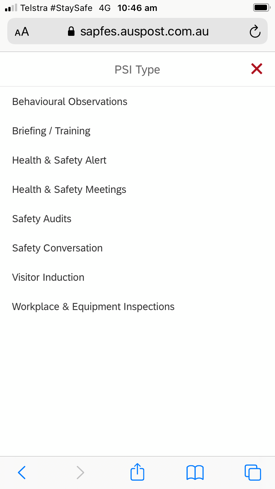 Telstra #StaySafe 4G 10:46 am
AA sapfes.auspost.com.au
PSI Type
Behavioural Observations
Briefing / Training
Health & Safety Alert
Health & Safety Meetings
Safety Audits
Safety Conversation
Visitor Induction
Workplace & Equipment Inspections